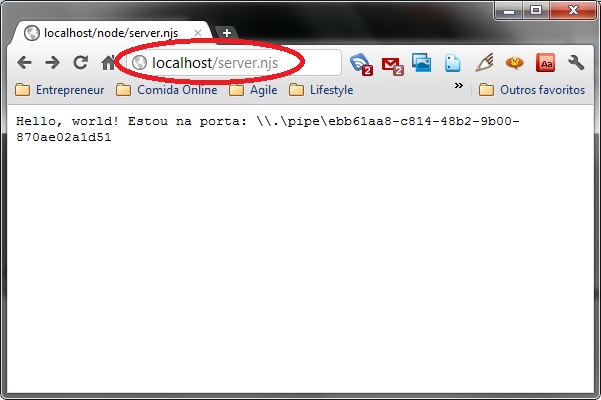 localhost/node/server.njs
localhost/server.njs
2
2
Aa
Entrepreneur
Comida Online
Agile
Lifestyle
»
Outros favoritos
Hello, world! Estou na porta: \\.\pipe\ebb61aa8-c814-48b2-9b00-
870ae02a1d51